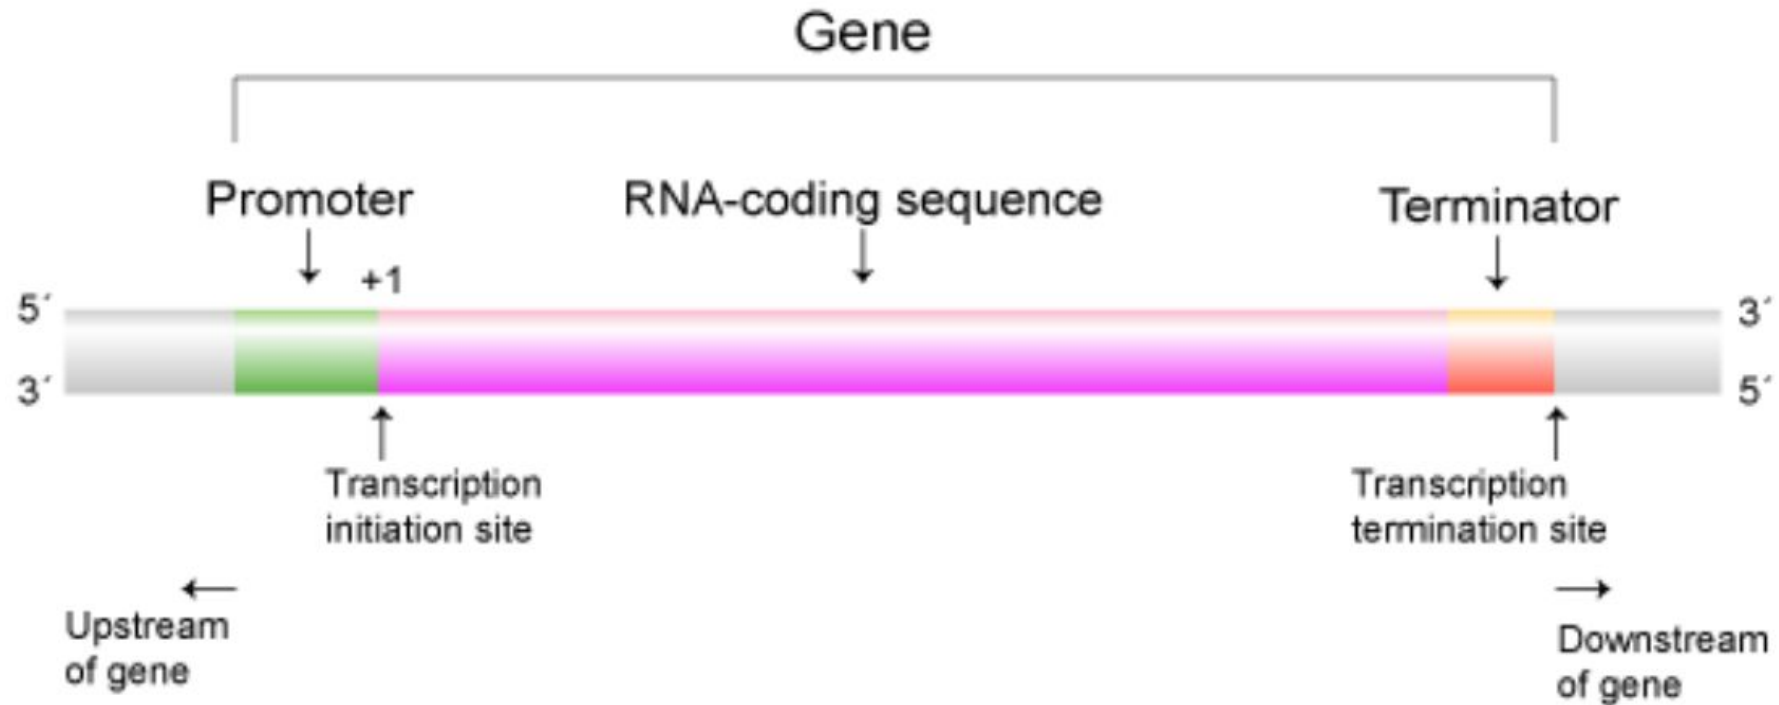 Gene
Promoter
RNA-coding sequence
Terminator
+1
5´
3´
3´
5´
Transcription
initiation site
Transcription
termination site
Upstream
of gene
Downstream
of gene